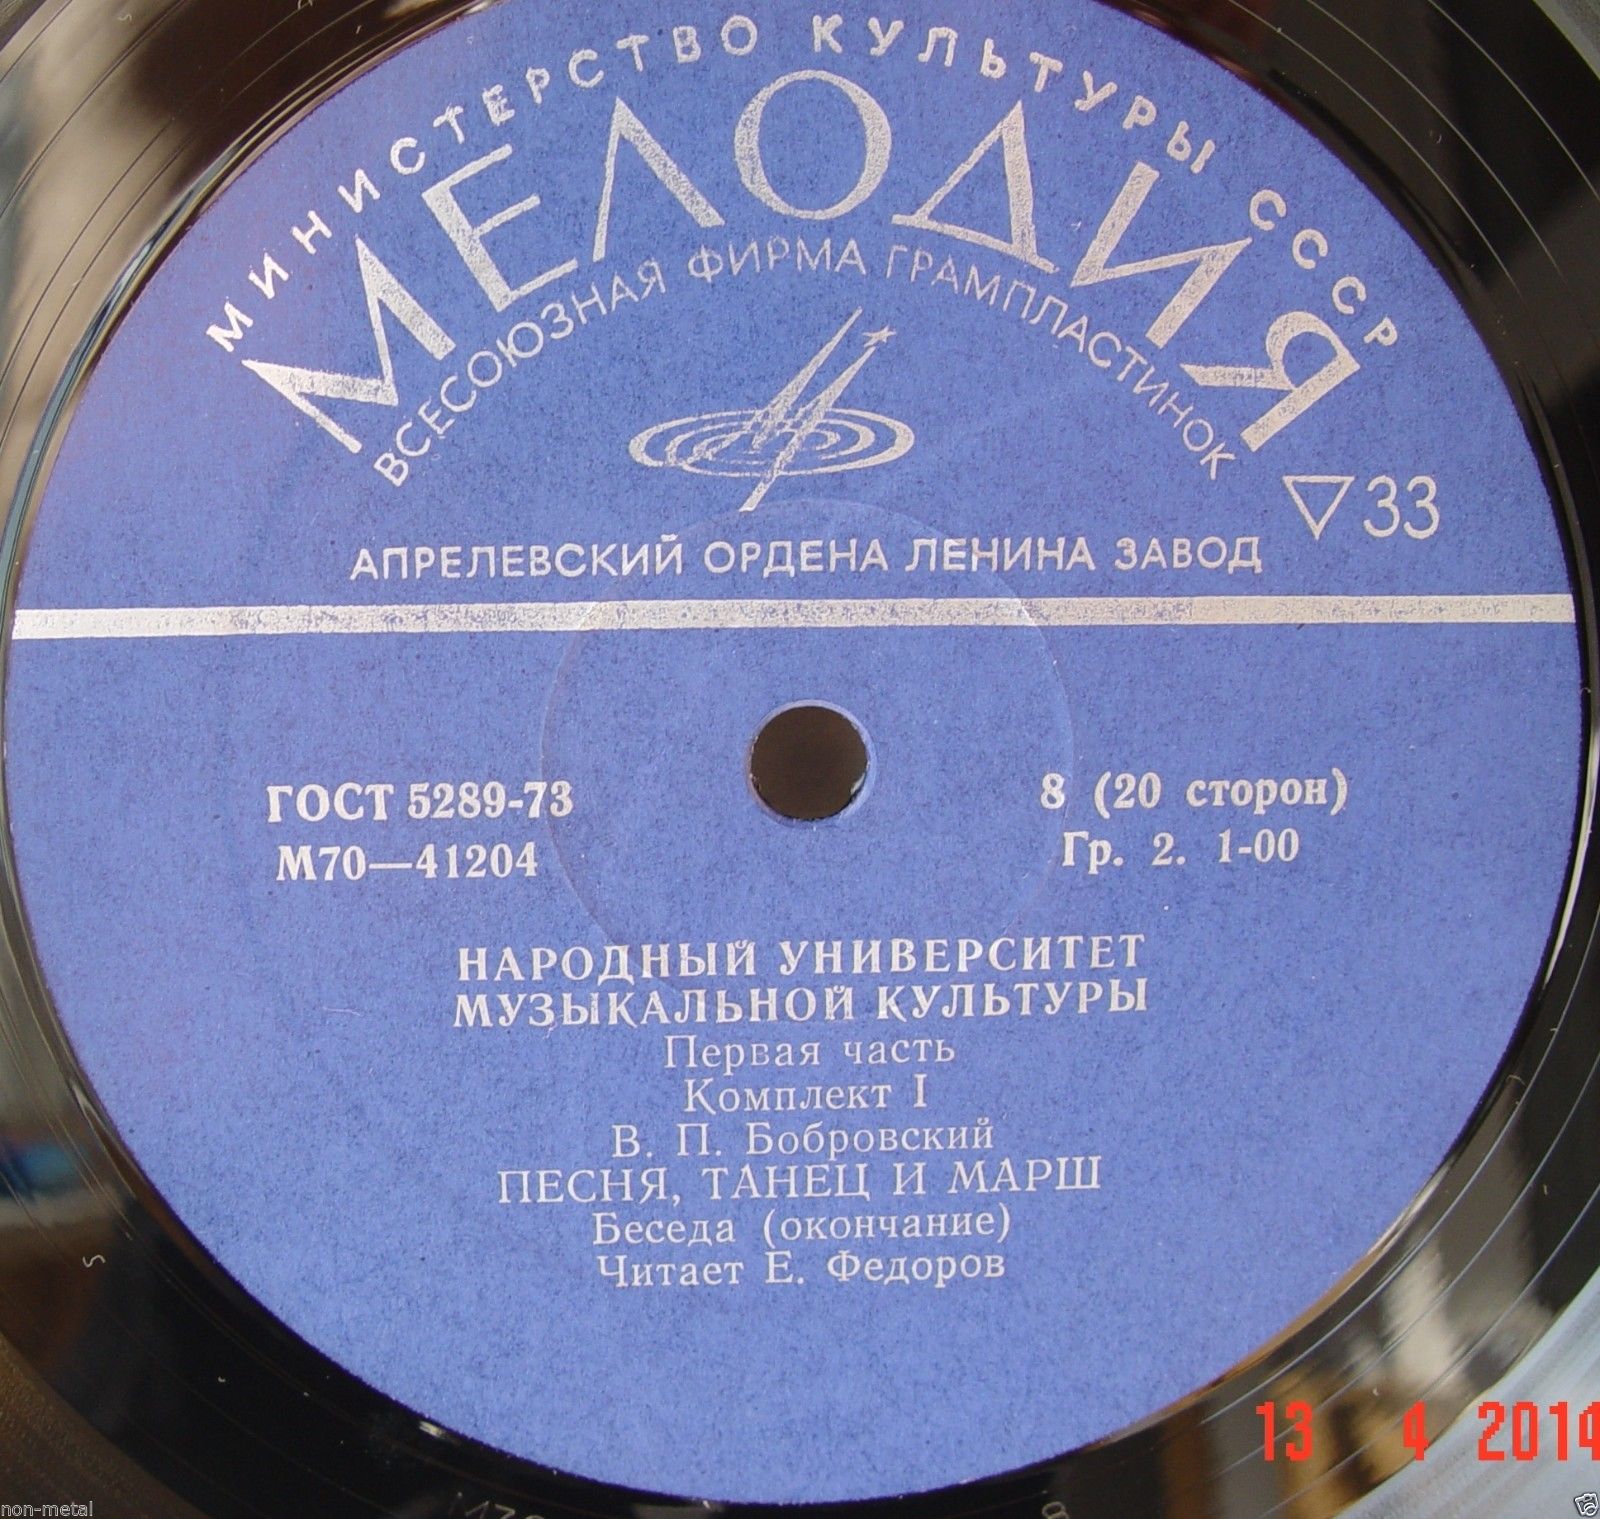 МИНИСТЕРСТВО КУЛЬТУРЫ СССР
МЕЛОДИЯ
ВСЕСОЮЗНАЯ ФИРМА ГРАМПЛАСТИНОК
33
АПРЕЛЕВСКИЙ ОРДЕНА ЛЕНИНА ЗАВОД
ГОСТ 5289-73
М70—41204
8 (20 сторон)
Гр. 2. 1-00
НАРОДНЫЙ УНИВЕРСИТЕТ
МУЗЫКАЛЬНОЙ КУЛЬТУРЫ
Первая часть
Комплект I
В. П. Бобровский
ПЕСНЯ, ТАНЕЦ И МАРШ
Беседа (окончание)
Читает Е. Федоров
13 4 2014
non-metal